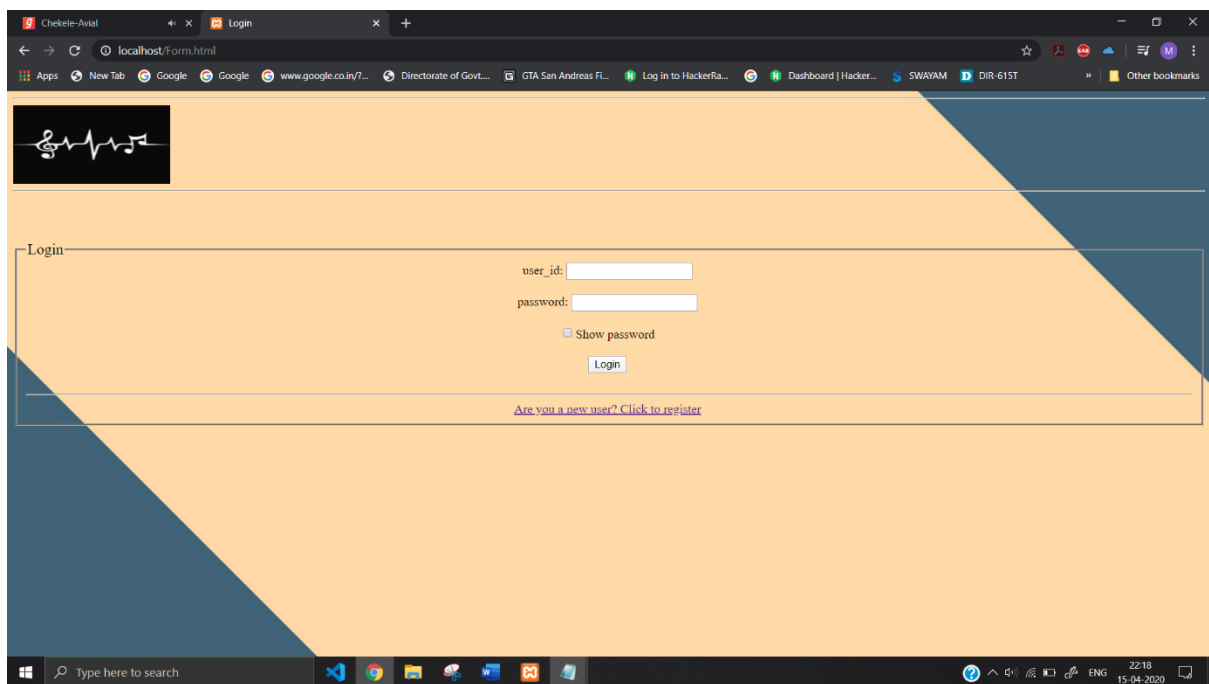 Chekele-Avial
Login
localhost/Form.html
Apps New Tab Google Google www.google.co.in/?... Directorate of Govt.... GTA San Andreas Fi... Log in to HackerRa... Dashboard | Hacker... SWAYAM DIR-615T » Other bookmarks
Login
user_id:
password:
Show password
Login
Are you a new user? Click to register
Type here to search
ENG
22:18
15-04-2020